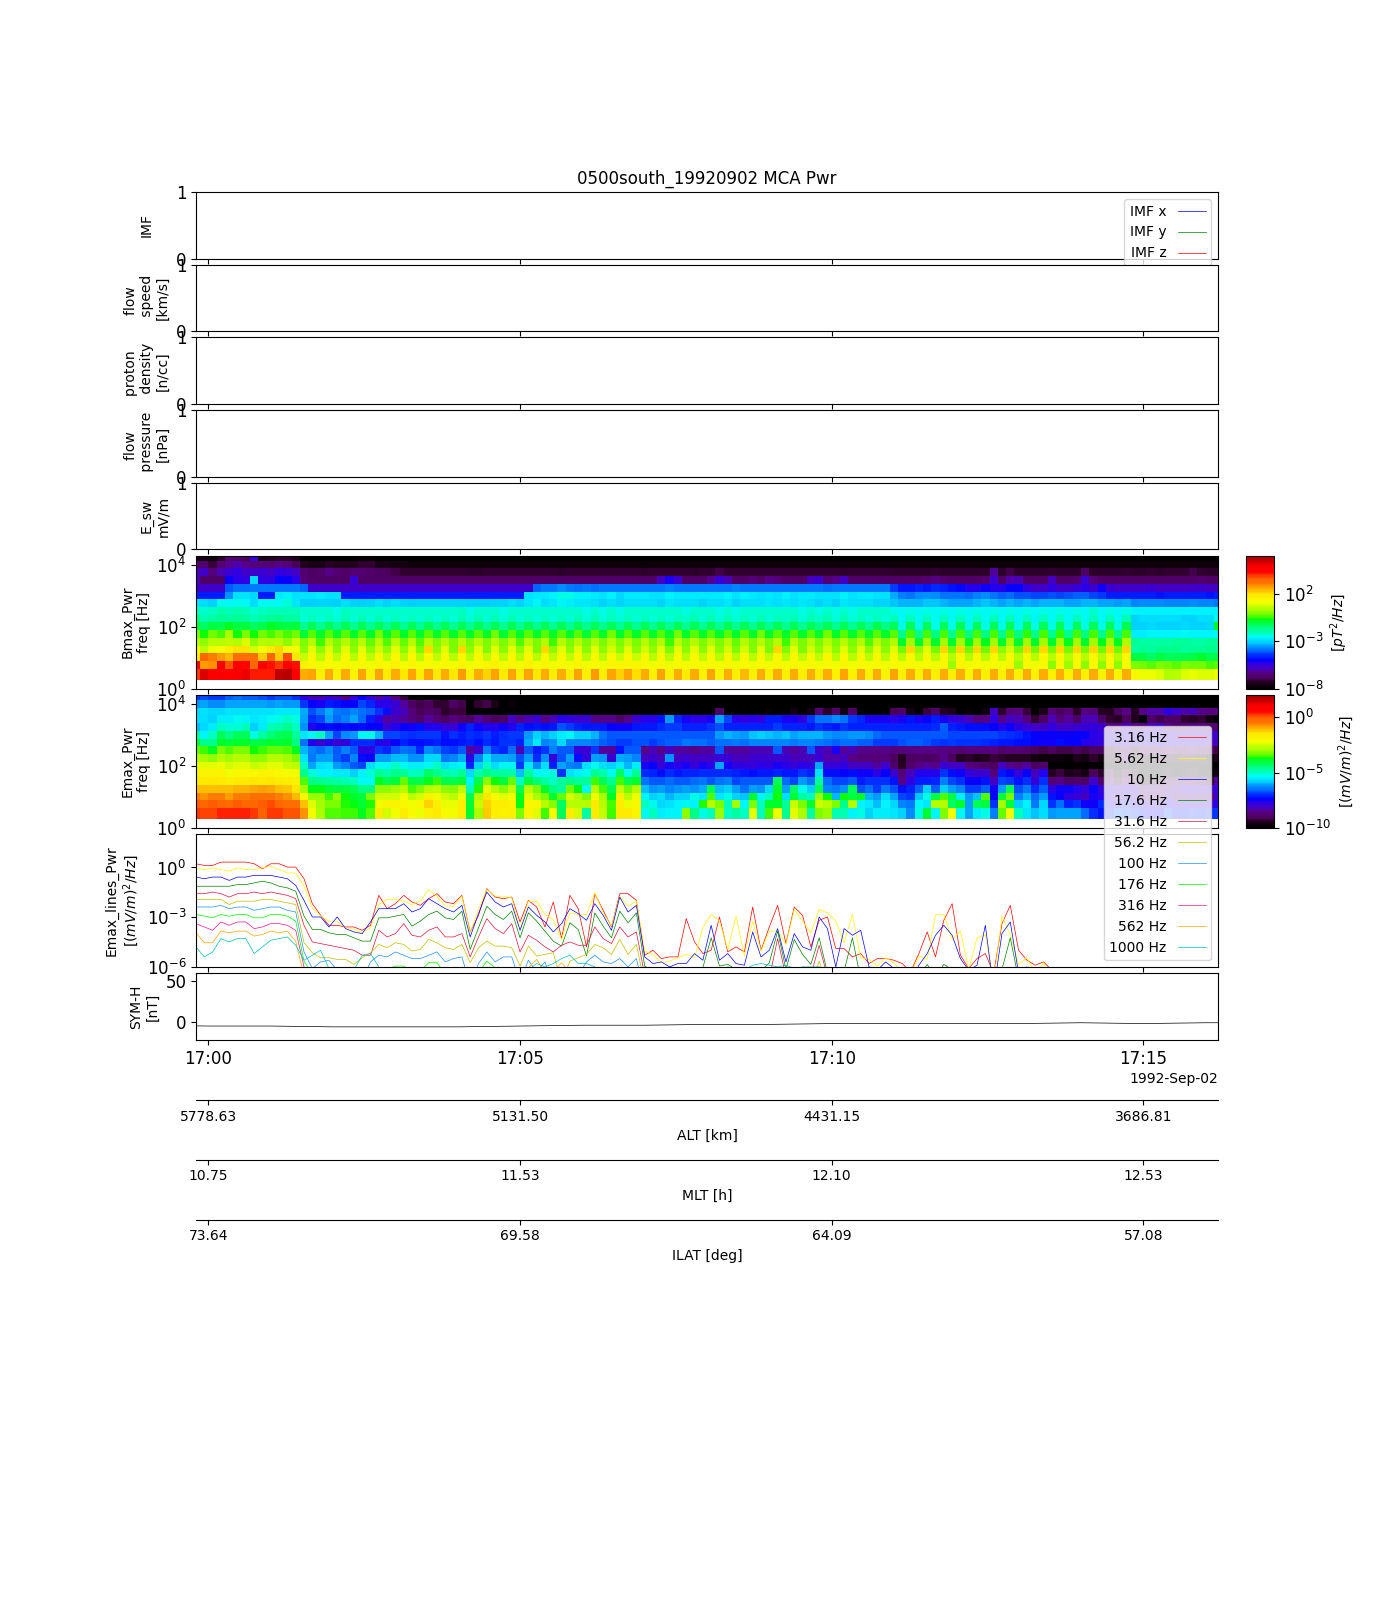 0500south_19920902 MCA Pwr
1
0
IMF
IMF x
IMF y
IMF z
1
0
flow
speed
[km/s]
1
0
proton
density
[n/cc]
1
0
flow
pressure
[nPa]
1
0
E_sw
mV/m
10^4
10^2
10^0
Bmax_Pwr
freq [Hz]
10^2
10^-3
10^-8
[pT^2/Hz]
10^4
10^2
10^0
Emax_Pwr
freq [Hz]
10^0
10^-5
10^-10
[(mV/m)^2/Hz]
3.16 Hz
5.62 Hz
10 Hz
17.6 Hz
31.6 Hz
56.2 Hz
100 Hz
176 Hz
316 Hz
562 Hz
1000 Hz
10^0
10^-3
10^-6
Emax_lines_Pwr
[(mV/m)^2/Hz]
50
0
SYM-H
[nT]
17:00 17:05 17:10 17:15
1992-Sep-02
5778.63 5131.50 4431.15 3686.81
ALT [km]
10.75 11.53 12.10 12.53
MLT [h]
73.64 69.58 64.09 57.08
ILAT [deg]